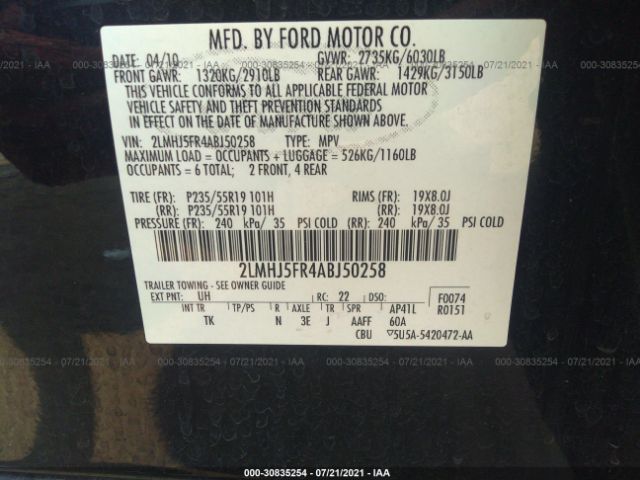 MFD. BY FORD MOTOR CO.
DATE: 04/10 GVWR: 2735KG/6030LB
FRONT GAWR: 1320KG/2910LB REAR GAWR: 1429KG/3150LB
THIS VEHICLE CONFORMS TO ALL APPLICABLE FEDERAL MOTOR
VEHICLE SAFETY AND THEFT PREVENTION STANDARDS
IN EFFECT ON THE DATE OF MANUFACTURE SHOWN ABOVE.
VIN: 2LMHJ5FR4ABJ50258 TYPE: MPV
MAXIMUM LOAD = OCCUPANTS + LUGGAGE = 526KG/1160LB
OCCUPANTS = 6 TOTAL; 2 FRONT, 4 REAR
TIRE (FR): P235/55R19 101H RIMS (FR): 19X8.0J
(RR): P235/55R19 101H (RR): 19X8.0J
PRESSURE (FR): 240 kPa/ 35 PSI COLD (RR): 240 kPa/ 35 PSI COLD
2LMHJ5FR4ABJ50258
TRAILER TOWING - SEE OWNER GUIDE
EXT PNT: UH RC: 22 DSO: F0074
INT TR TP/PS R AXLE TR SPR AP41L R0151
TK N 3E J AAFF 60A
CBU 5U5A-5420472-AA
000-30835254 / 07/21/2021 - IAA